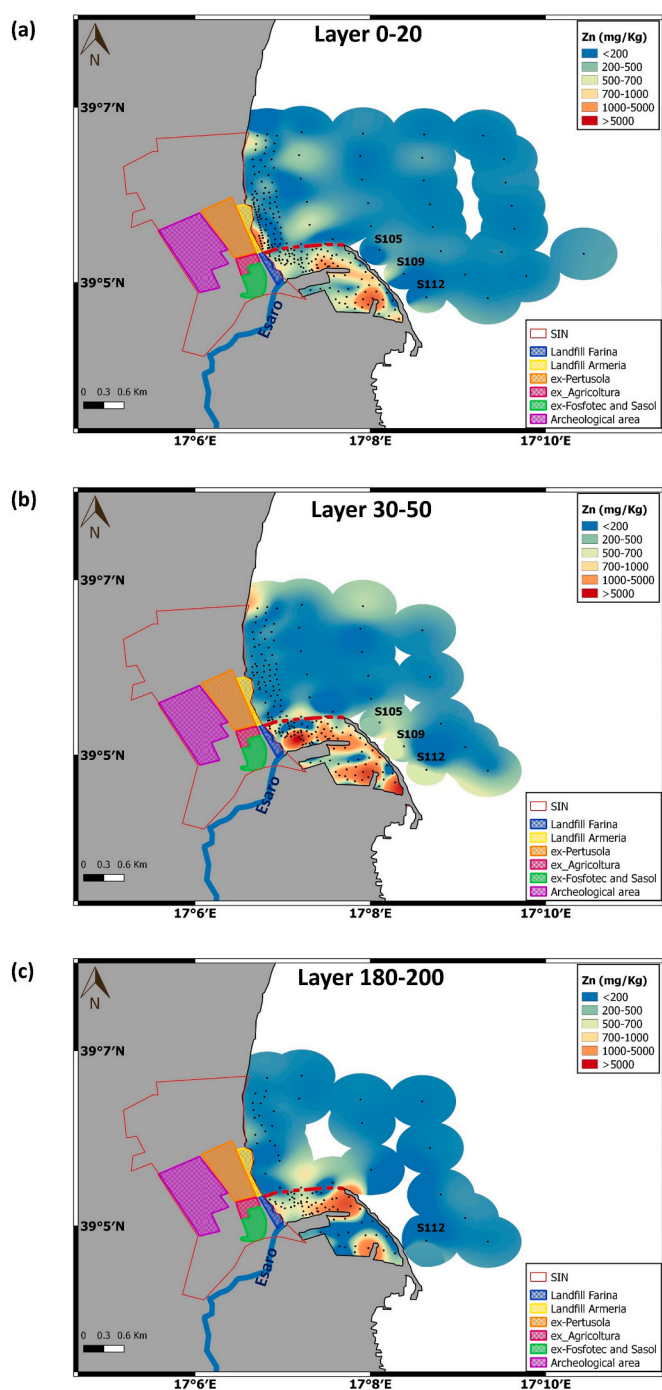 (a)
Layer 0-20
N
Zn (mg/Kg)
<200
200-500
500-700
700-1000
1000-5000
>5000
39°7'N
39°5'N
S105
S109
S112
Esaro
SIN
Landfill Farina
Landfill Armeria
ex-Pertusola
ex_Agricoltura
ex-Fosfotec and Sasol
Archeological area
0 0.3 0.6 Km
17°6'E 17°8'E 17°10'E
(b)
Layer 30-50
N
Zn (mg/Kg)
<200
200-500
500-700
700-1000
1000-5000
>5000
39°7'N
39°5'N
S105
S109
S112
Esaro
SIN
Landfill Farina
Landfill Armeria
ex-Pertusola
ex_Agricoltura
ex-Fosfotec and Sasol
Archeological area
0 0.3 0.6 Km
17°6'E 17°8'E 17°10'E
(c)
Layer 180-200
N
Zn (mg/Kg)
<200
200-500
500-700
700-1000
1000-5000
>5000
39°7'N
39°5'N
S112
Esaro
SIN
Landfill Farina
Landfill Armeria
ex-Pertusola
ex_Agricoltura
ex-Fosfotec and Sasol
Archeological area
0 0.3 0.6 Km
17°6'E 17°8'E 17°10'E